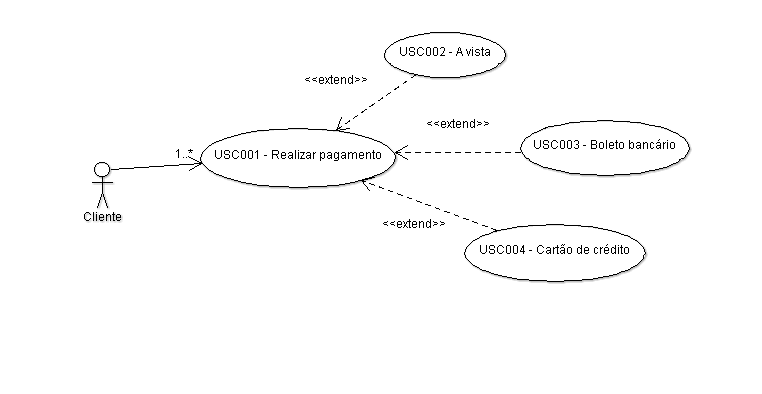 USC002 - A vista
<<extend>>
<<extend>>
USC003 - Boleto bancário
1..*
USC001 - Realizar pagamento
Cliente
<<extend>>
USC004 - Cartão de crédito